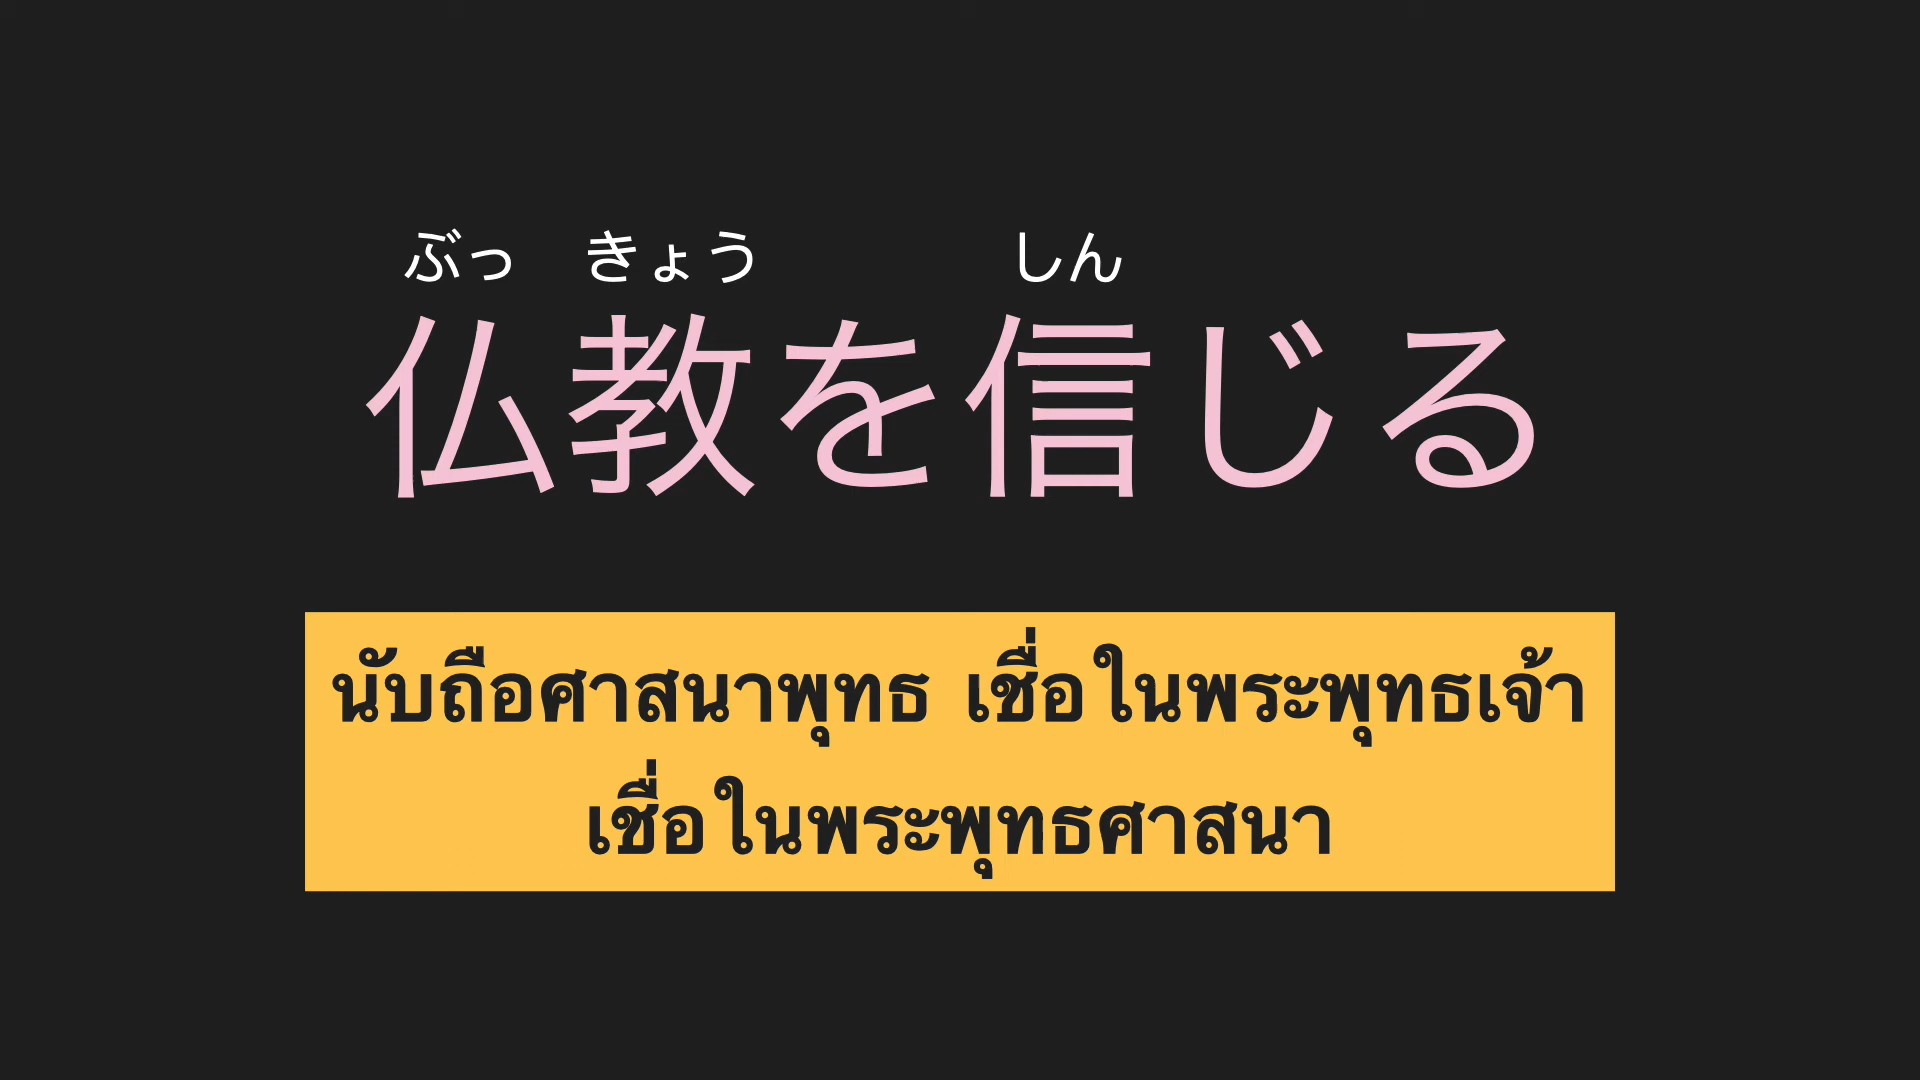 ぶっ きょう しん
仏教を信じる
นับถือศาสนาพุทธ เชื่อในพระพุทธเจ้า
เชื่อในพระพุทธศาสนา